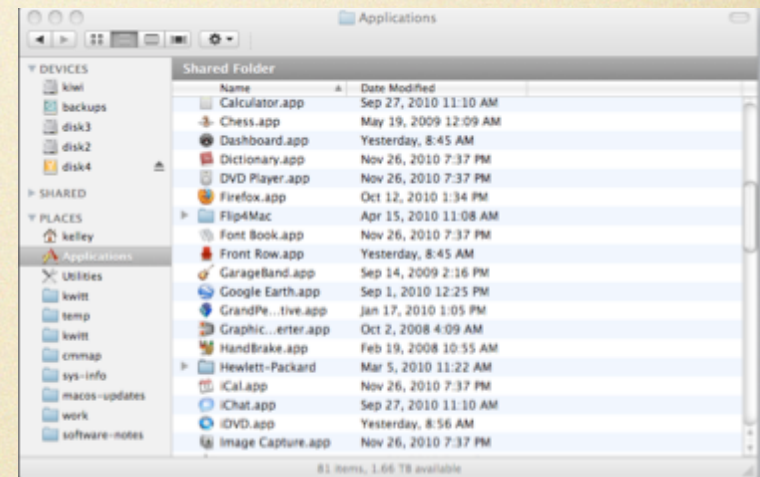 Applications
DEVICES
kiwi
backups
disk3
disk2
disk4
SHARED
PLACES
kelley
Applications
Utilities
kwitt
temp
kwitt
cmmap
sys-info
macos-updates
work
software-notes
Shared Folder
Name Date Modified
Calculator.app Sep 27, 2010 11:10 AM
Chess.app May 19, 2009 12:09 AM
Dashboard.app Yesterday, 8:45 AM
Dictionary.app Nov 26, 2010 7:37 PM
DVD Player.app Nov 26, 2010 7:37 PM
Firefox.app Oct 12, 2010 1:34 PM
Flip4Mac Apr 15, 2010 11:08 AM
Font Book.app Nov 26, 2010 7:37 PM
Front Row.app Yesterday, 8:45 AM
GarageBand.app Sep 14, 2009 2:16 PM
Google Earth.app Sep 1, 2010 12:25 PM
GrandPe...tive.app Jan 17, 2010 1:05 PM
Graphic...erter.app Oct 2, 2008 4:09 AM
HandBrake.app Feb 19, 2008 10:55 AM
Hewlett-Packard Mar 5, 2010 11:22 AM
iCal.app Nov 26, 2010 7:37 PM
iChat.app Sep 27, 2010 11:10 AM
iDVD.app Yesterday, 8:56 AM
Image Capture.app Nov 26, 2010 7:37 PM
81 items, 1.66 TB available